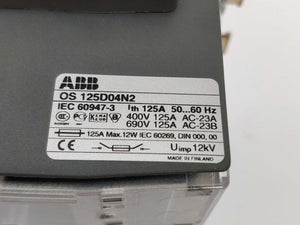 ABB
OS 125D04N2
IEC 60947-3 Ith 125A 50...60 Hz
400V 125A AC-23A
690V 125A AC-23B
125A Max.12W IEC 60269, DIN 000, 00
Uimp 12kV
MADE IN FINLAND